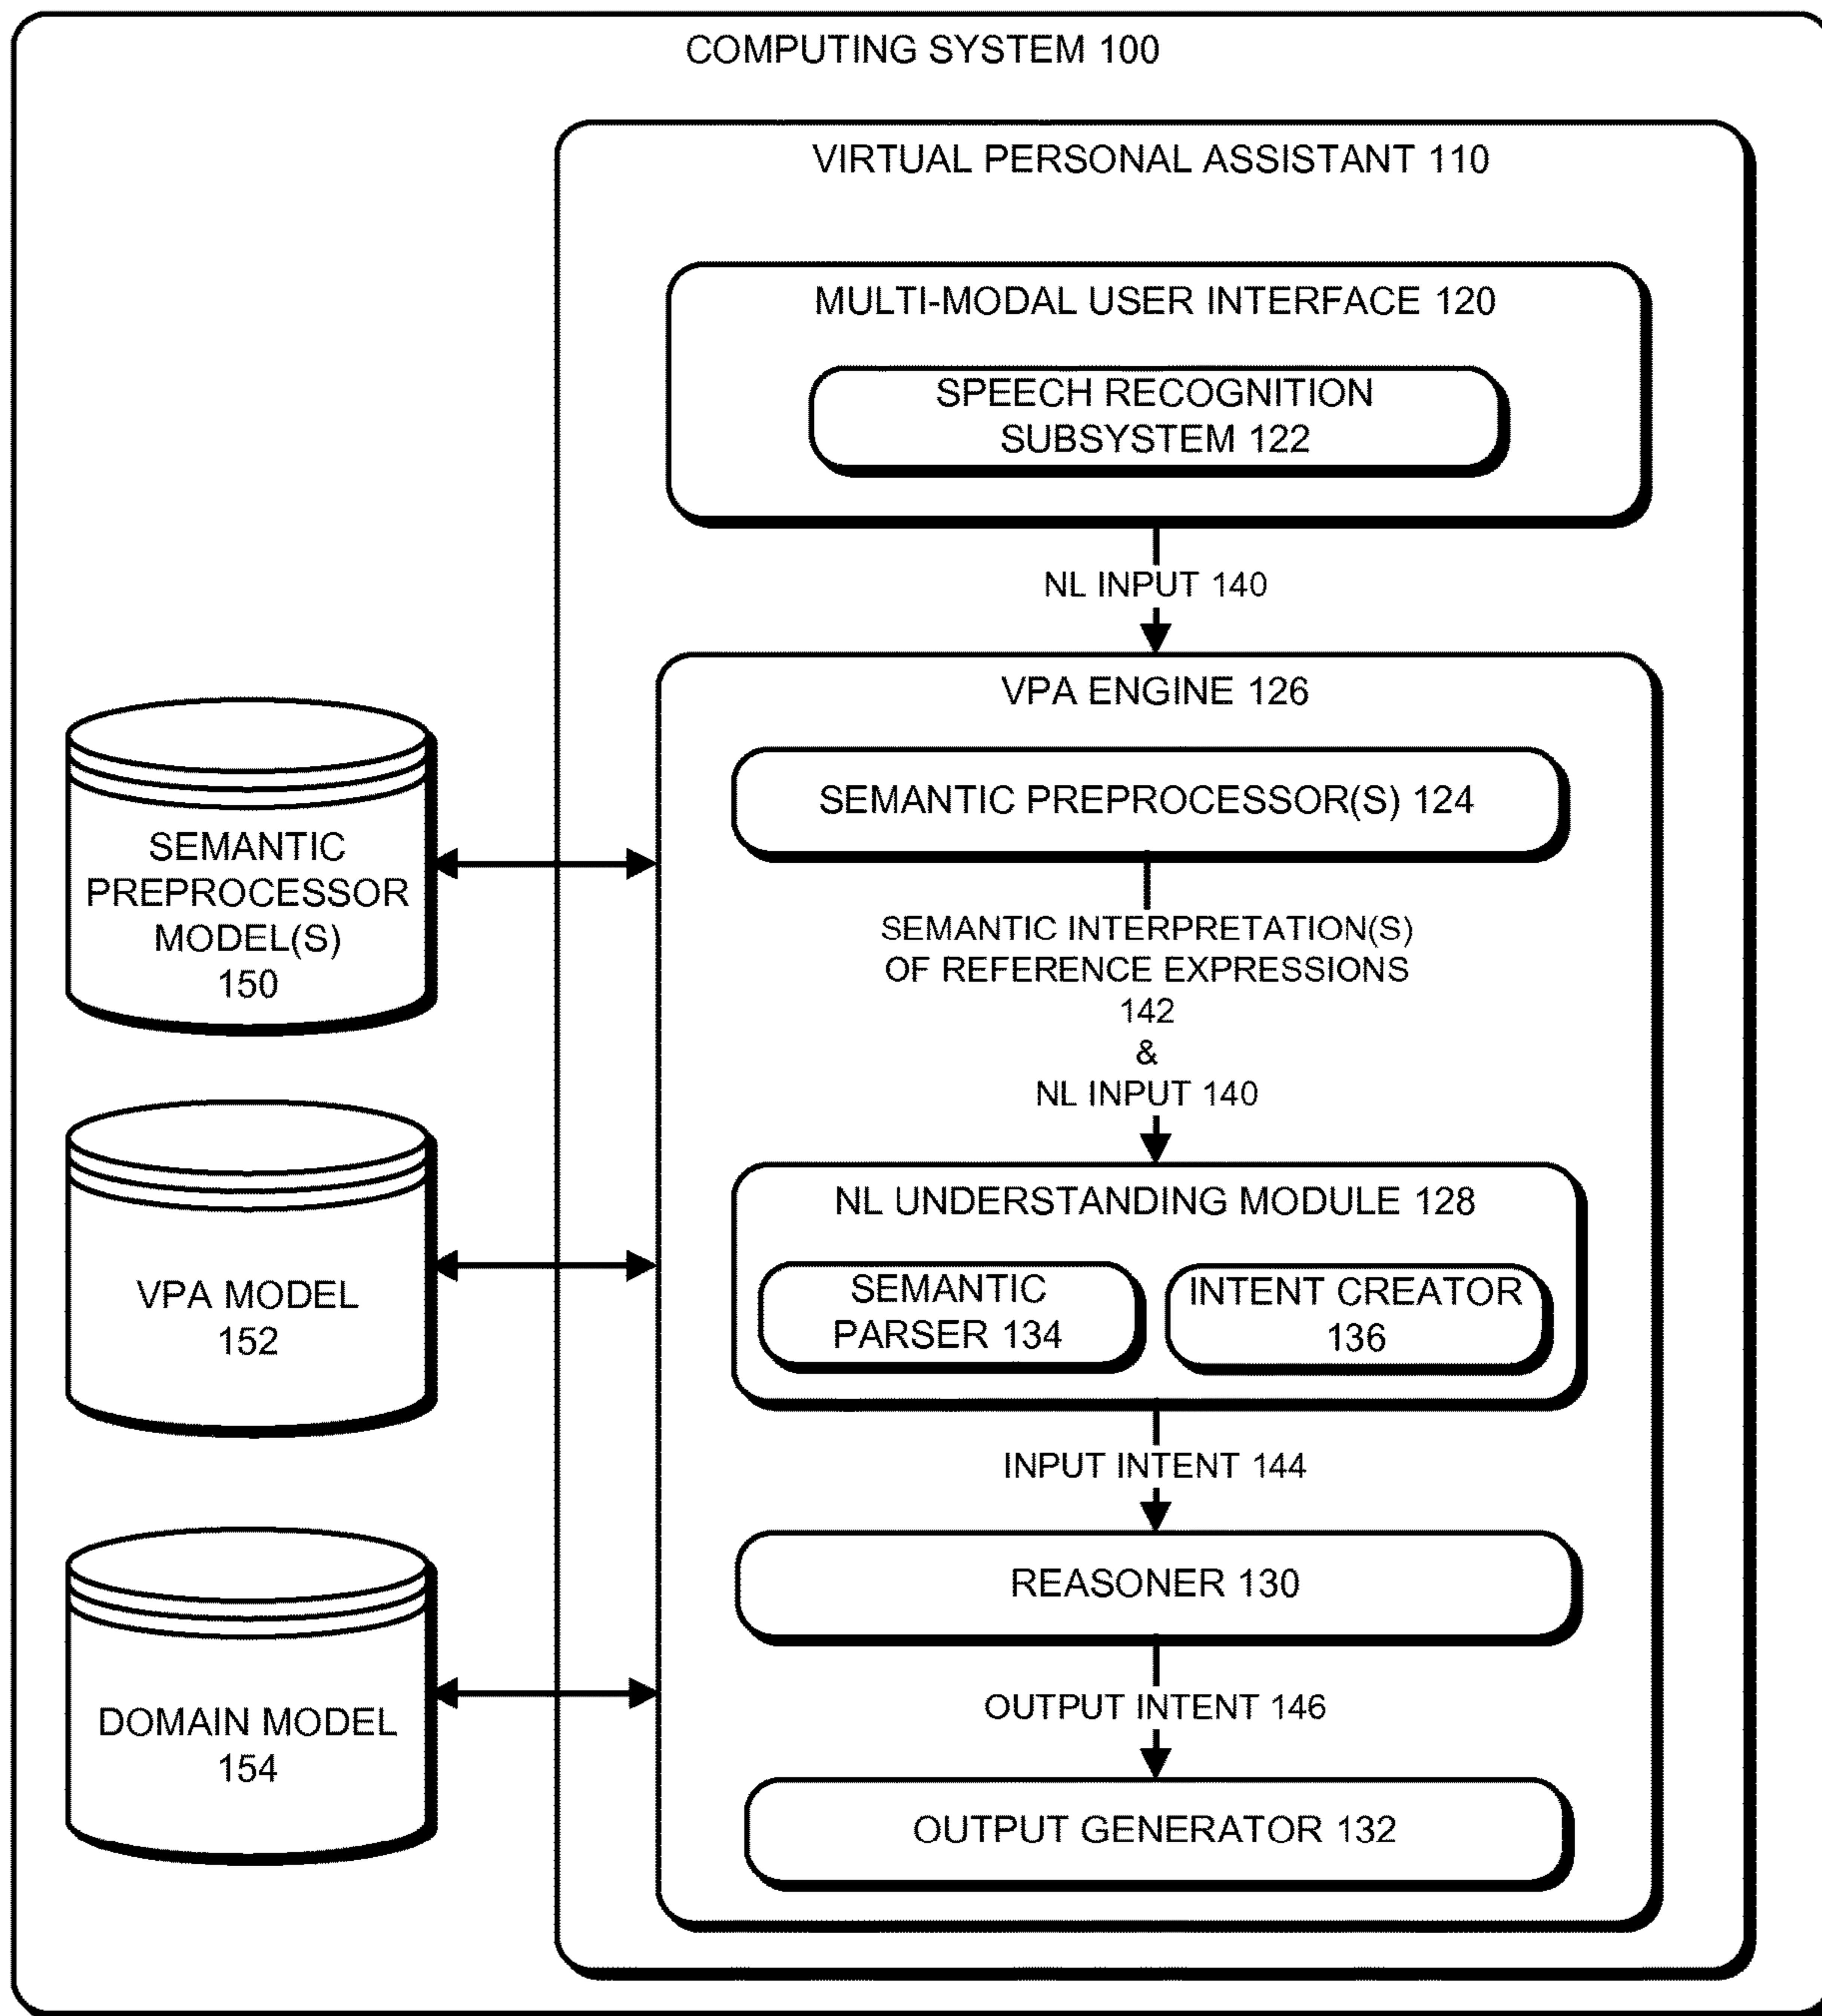 COMPUTING SYSTEM 100
VIRTUAL PERSONAL ASSISTANT 110
MULTI-MODAL USER INTERFACE 120
SPEECH RECOGNITION
SUBSYSTEM 122
NL INPUT 140
VPA ENGINE 126
SEMANTIC PREPROCESSOR(S) 124
SEMANTIC INTERPRETATION(S)
OF REFERENCE EXPRESSIONS
142
&
NL INPUT 140
NL UNDERSTANDING MODULE 128
SEMANTIC
PARSER 134
INTENT CREATOR
136
INPUT INTENT 144
REASONER 130
OUTPUT INTENT 146
OUTPUT GENERATOR 132
SEMANTIC
PREPROCESSOR
MODEL(S)
150
VPA MODEL
152
DOMAIN MODEL
154